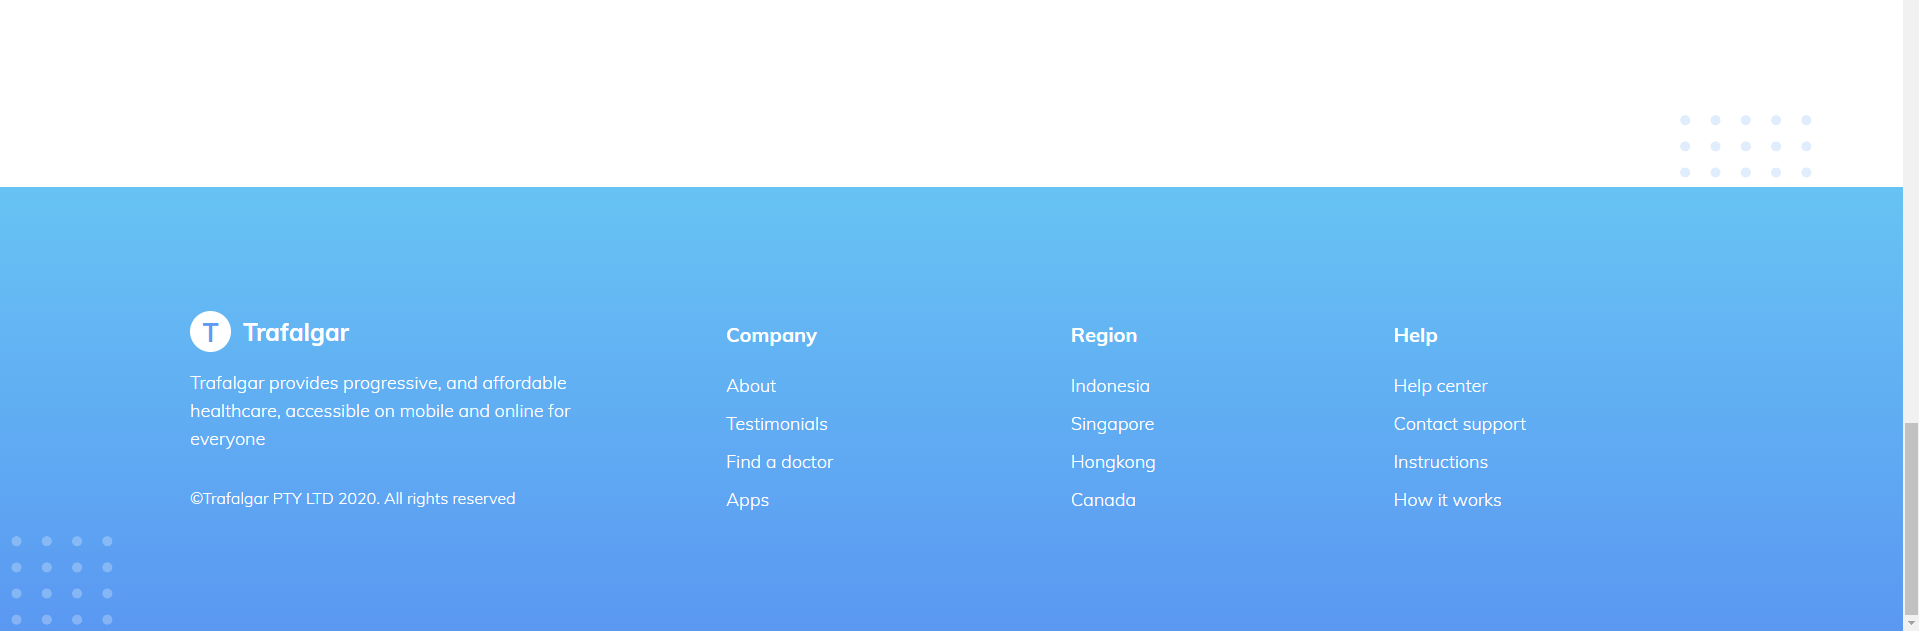 T Trafalgar
Trafalgar provides progressive, and affordable
healthcare, accessible on mobile and online for
everyone
©Trafalgar PTY LTD 2020. All rights reserved
Company
About
Testimonials
Find a doctor
Apps
Region
Indonesia
Singapore
Hongkong
Canada
Help
Help center
Contact support
Instructions
How it works